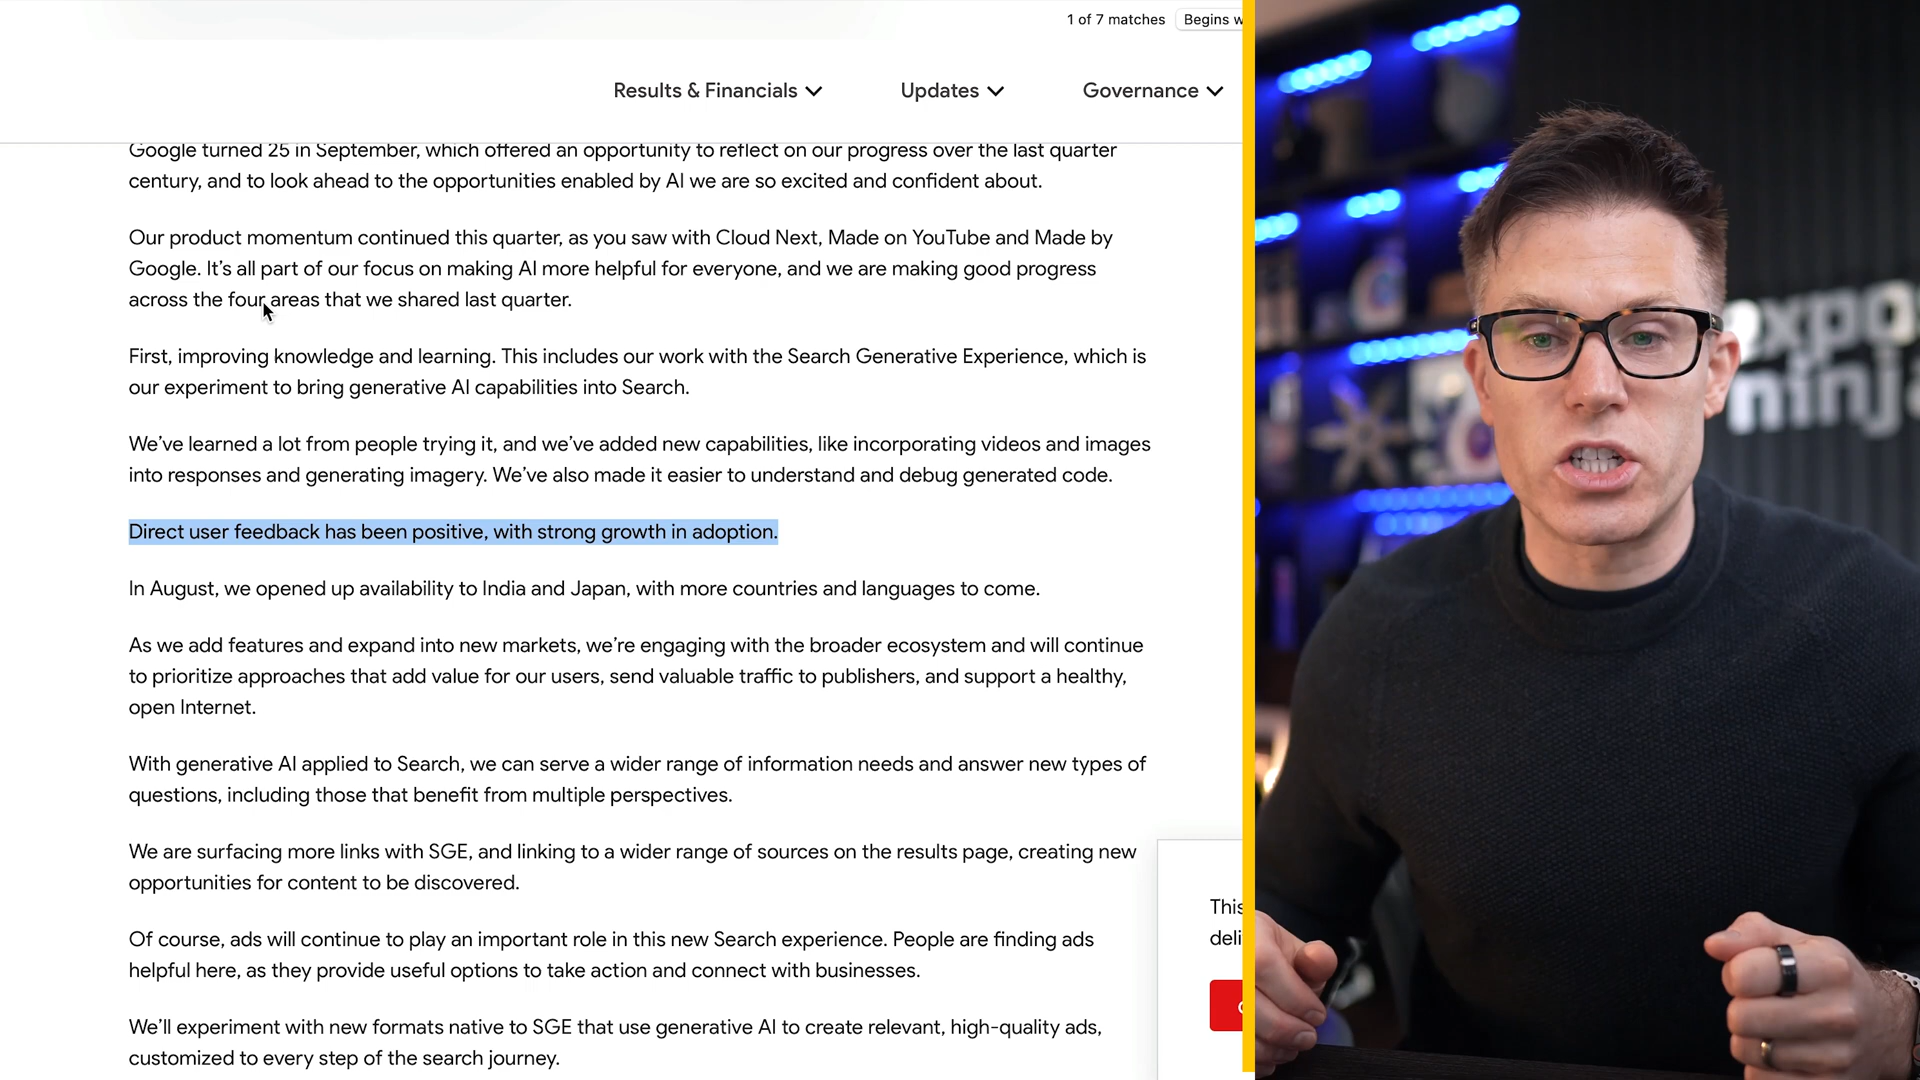 1 of 7 matches
Begins w
Results & Financials
Updates
Governance
Google turned 25 in September, which offered an opportunity to reflect on our progress over the last quarter
century, and to look ahead to the opportunities enabled by AI we are so excited and confident about.
Our product momentum continued this quarter, as you saw with Cloud Next, Made on YouTube and Made by
Google. It’s all part of our focus on making AI more helpful for everyone, and we are making good progress
across the four areas that we shared last quarter.
First, improving knowledge and learning. This includes our work with the Search Generative Experience, which is
our experiment to bring generative AI capabilities into Search.
We’ve learned a lot from people trying it, and we’ve added new capabilities, like incorporating videos and images
into responses and generating imagery. We’ve also made it easier to understand and debug generated code.
Direct user feedback has been positive, with strong growth in adoption.
In August, we opened up availability to India and Japan, with more countries and languages to come.
As we add features and expand into new markets, we’re engaging with the broader ecosystem and will continue
to prioritize approaches that add value for our users, send valuable traffic to publishers, and support a healthy,
open Internet.
With generative AI applied to Search, we can serve a wider range of information needs and answer new types of
questions, including those that benefit from multiple perspectives.
We are surfacing more links with SGE, and linking to a wider range of sources on the results page, creating new
opportunities for content to be discovered.
Of course, ads will continue to play an important role in this new Search experience. People are finding ads
helpful here, as they provide useful options to take action and connect with businesses.
We’ll experiment with new formats native to SGE that use generative AI to create relevant, high-quality ads,
customized to every step of the search journey.
This
deli
expo
ninj